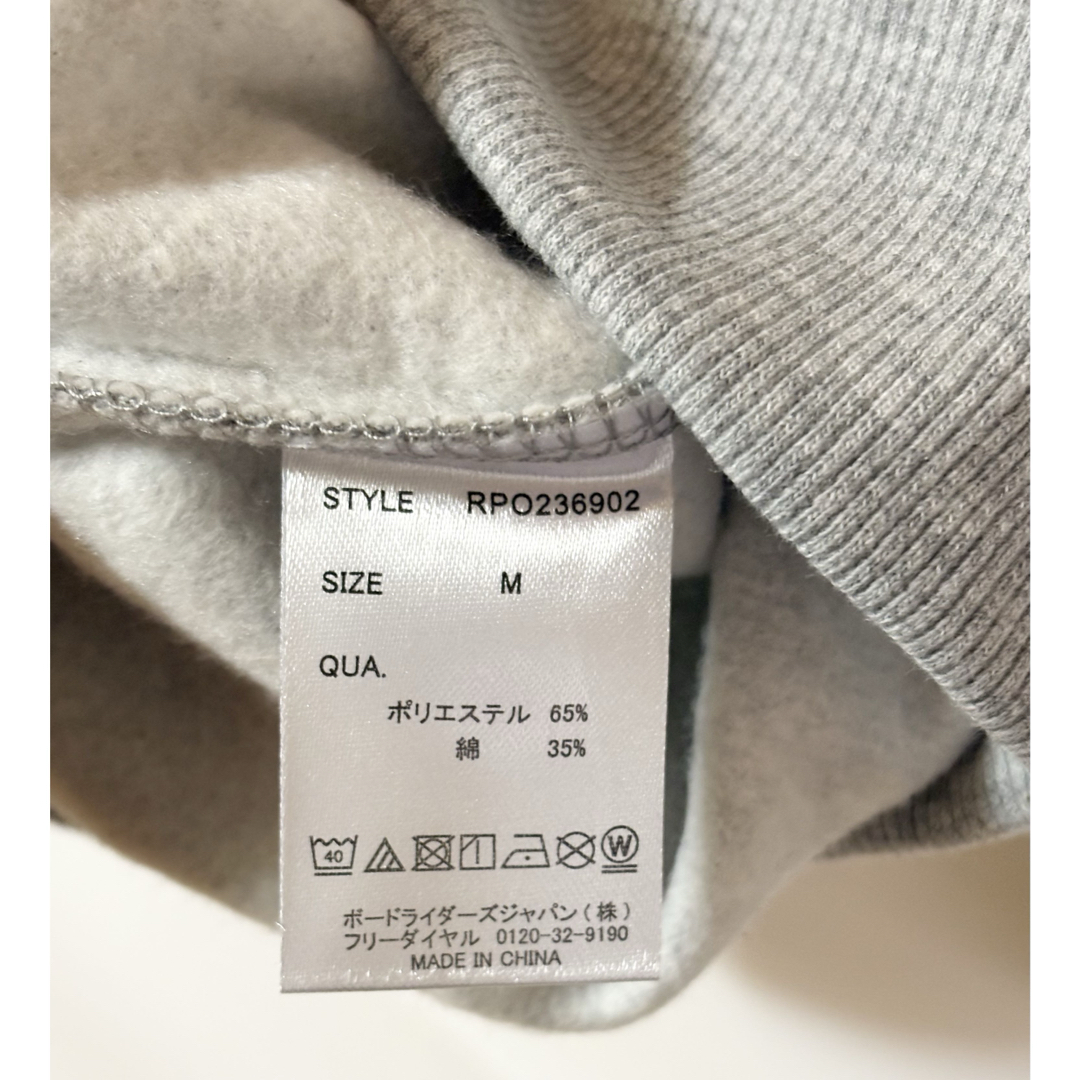 STYLE RPO236902
SIZE M
QUA.
ポリエステル 65%
綿 35%
40 W
ボードライダーズジャパン(株)
フリーダイヤル 0120-32-9190
MADE IN CHINA